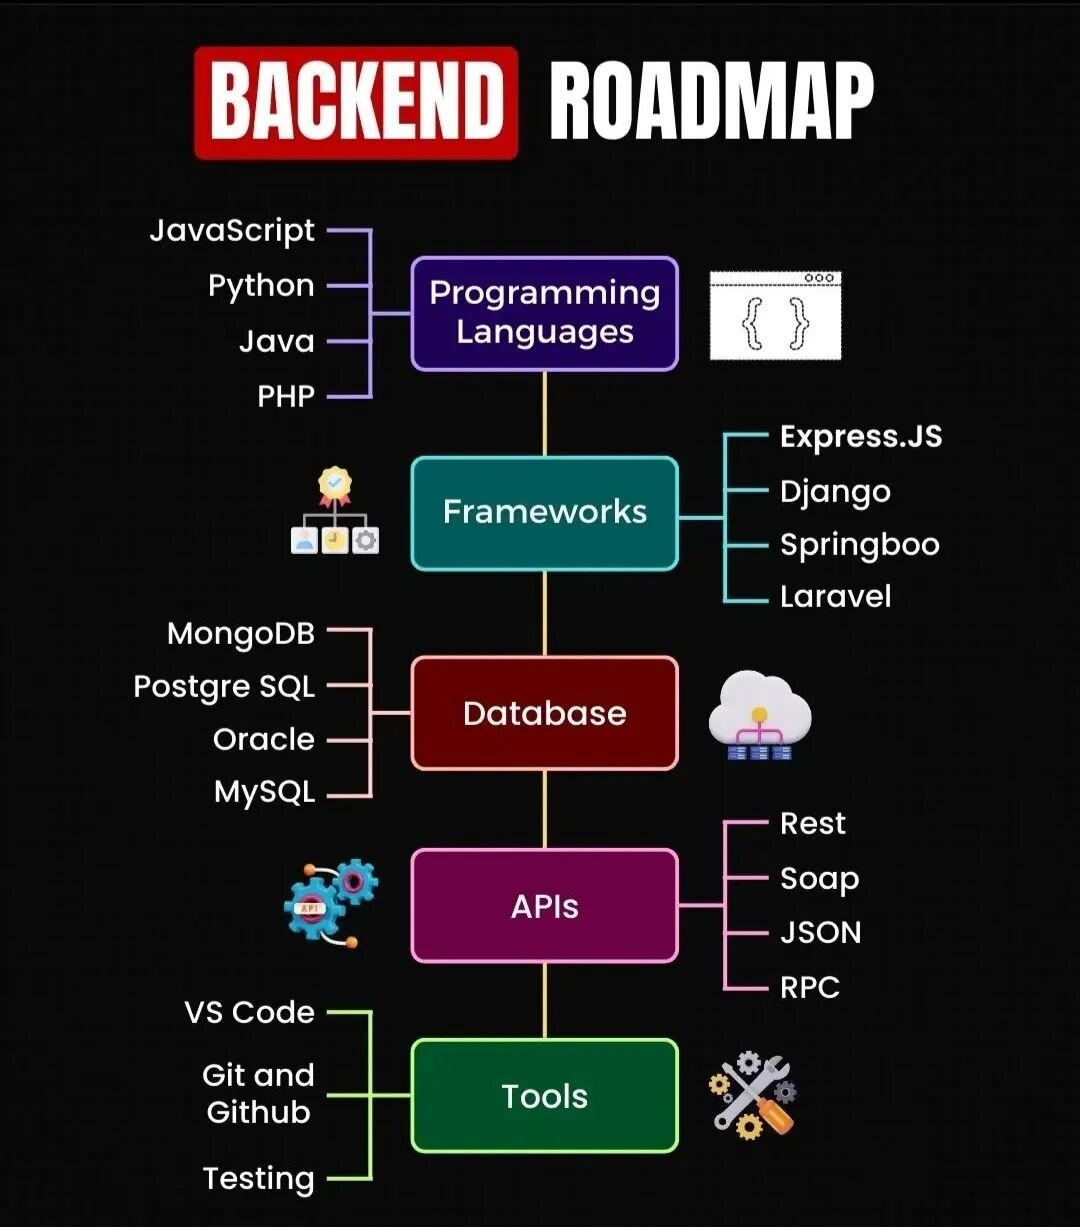 BACKEND ROADMAP
JavaScript
Python
Java
PHP
Programming
Languages
{ }
Frameworks
Express.JS
Django
Springboo
Laravel
MongoDB
Postgre SQL
Oracle
MySQL
Database
API
APIs
Rest
Soap
JSON
RPC
VS Code
Git and
Github
Testing
Tools